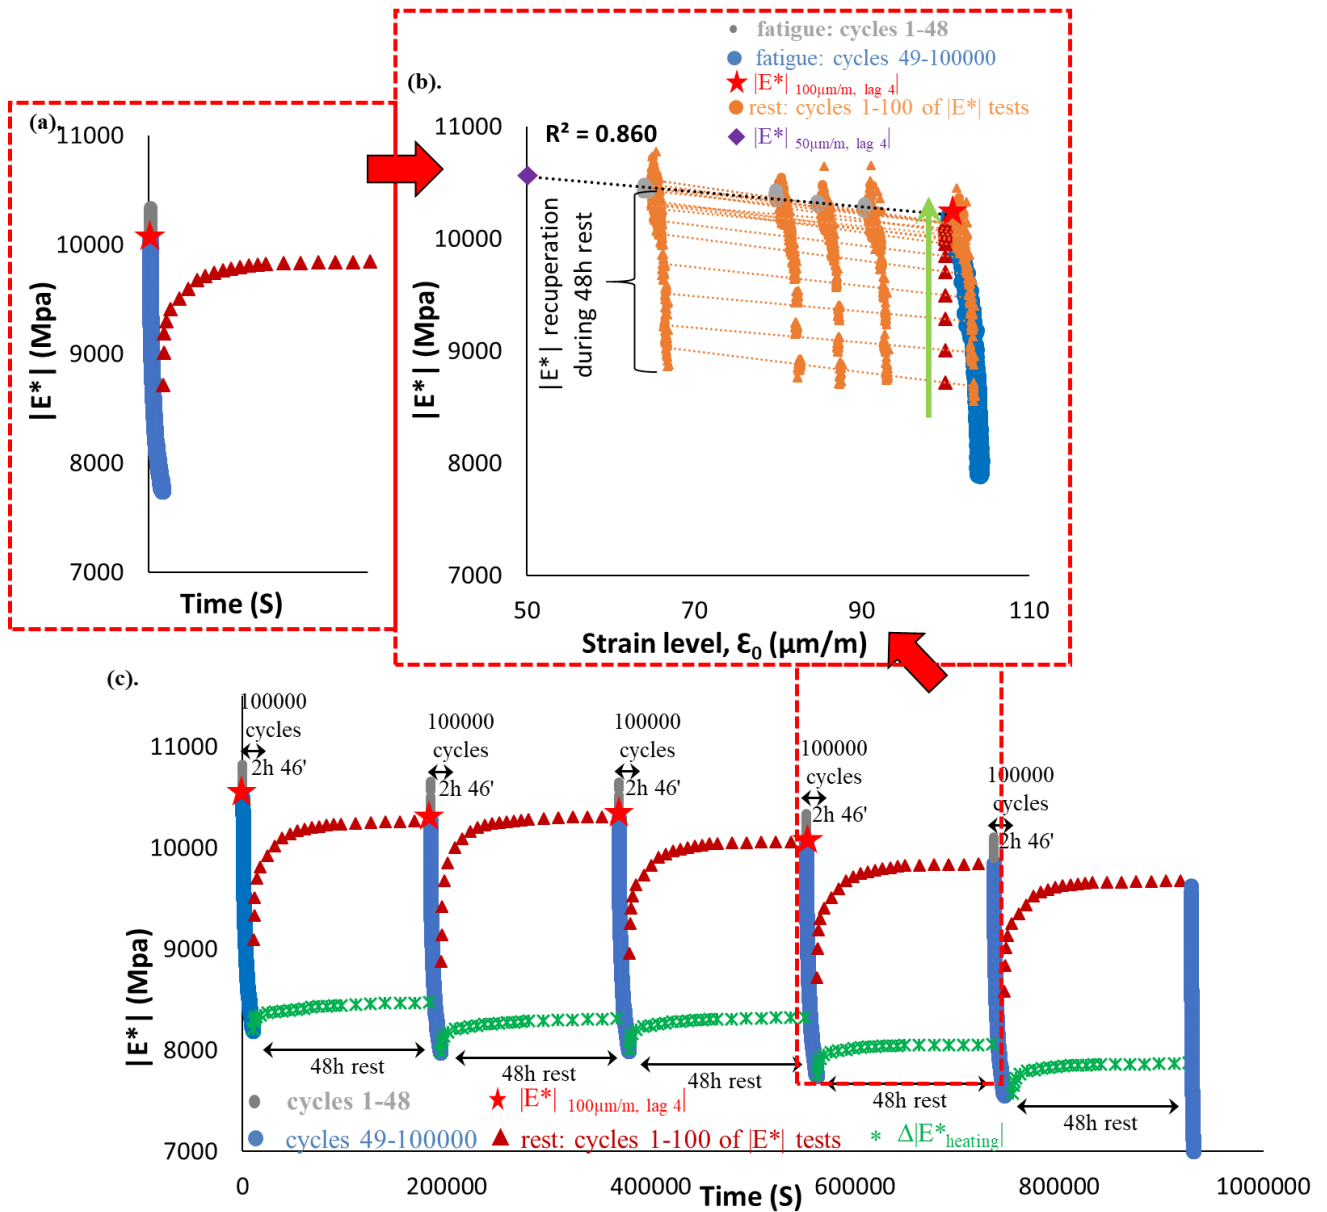 (a).
11000
10000
9000
8000
7000
|E*| (Mpa)
Time (S)
(b).
fatigue: cycles 1-48
fatigue: cycles 49-100000
|E*| 100µm/m, lag 4|
rest: cycles 1-100 of |E*| tests
|E*| 50µm/m, lag 4|
R² = 0.860
11000
10000
9000
8000
7000
|E*| (Mpa)
|E*| recuperation
during 48h rest
50
70
90
110
Strain level, Ɛ0 (µm/m)
(c).
100000
cycles
2h 46'
100000
cycles
2h 46'
100000
cycles
2h 46'
100000
cycles
2h 46'
100000
cycles
2h 46'
11000
10000
9000
8000
7000
|E*| (Mpa)
48h rest
48h rest
48h rest
48h rest
48h rest
cycles 1-48
|E*| 100µm/m, lag 4|
cycles 49-100000
rest: cycles 1-100 of |E*| tests
Δ|E*heating|
0
200000
400000
600000
800000
1000000
Time (S)